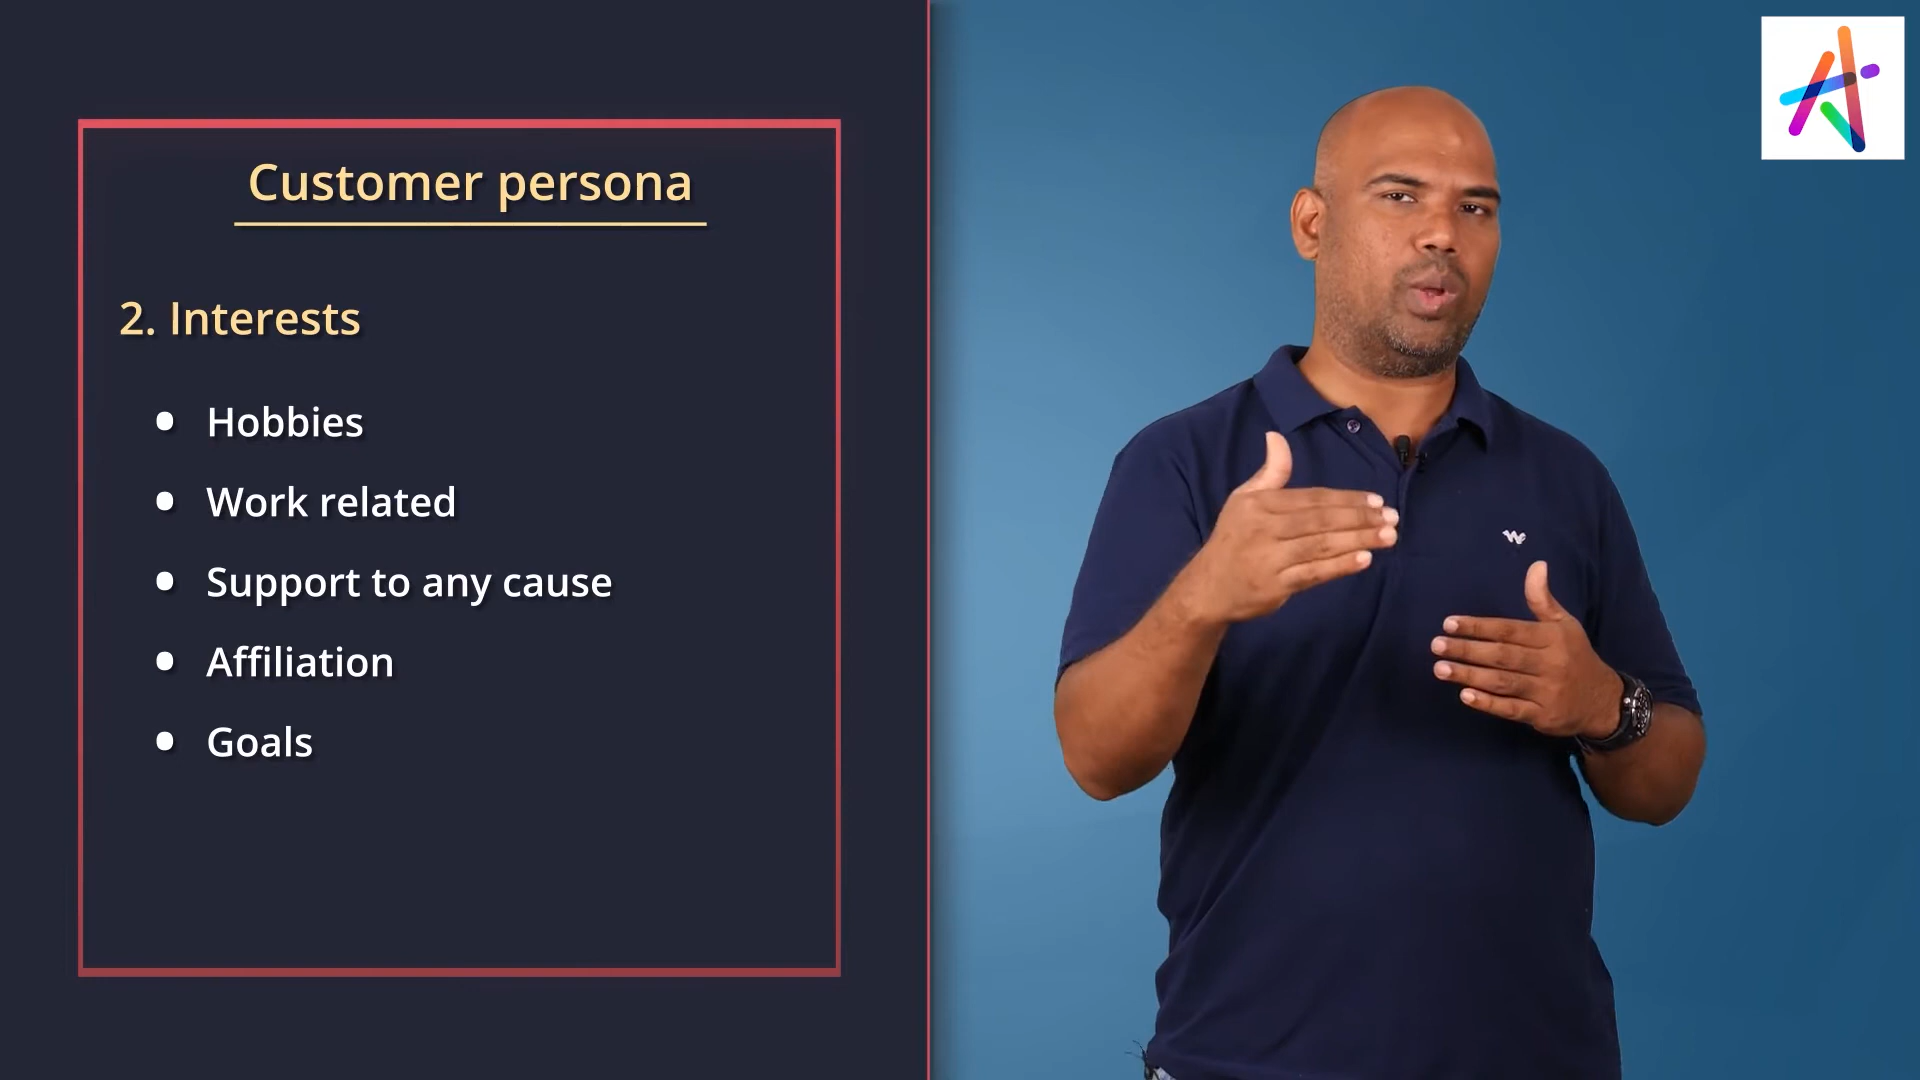 Customer persona
2. Interests
• Hobbies
• Work related
• Support to any cause
• Affiliation
• Goals